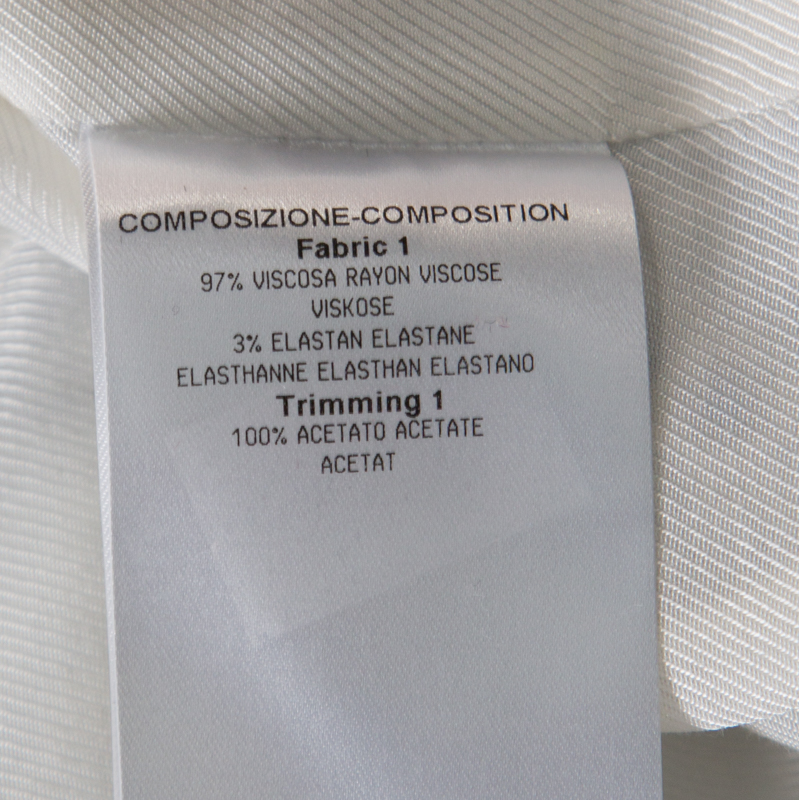 COMPOSIZIONE-COMPOSITION
Fabric 1
97% VISCOSA RAYON VISCOSE
VISKOSE
3% ELASTAN ELASTANE
ELASTHANNE ELASTHAN ELASTANO
Trimming 1
100% ACETATO ACETATE
ACETAT